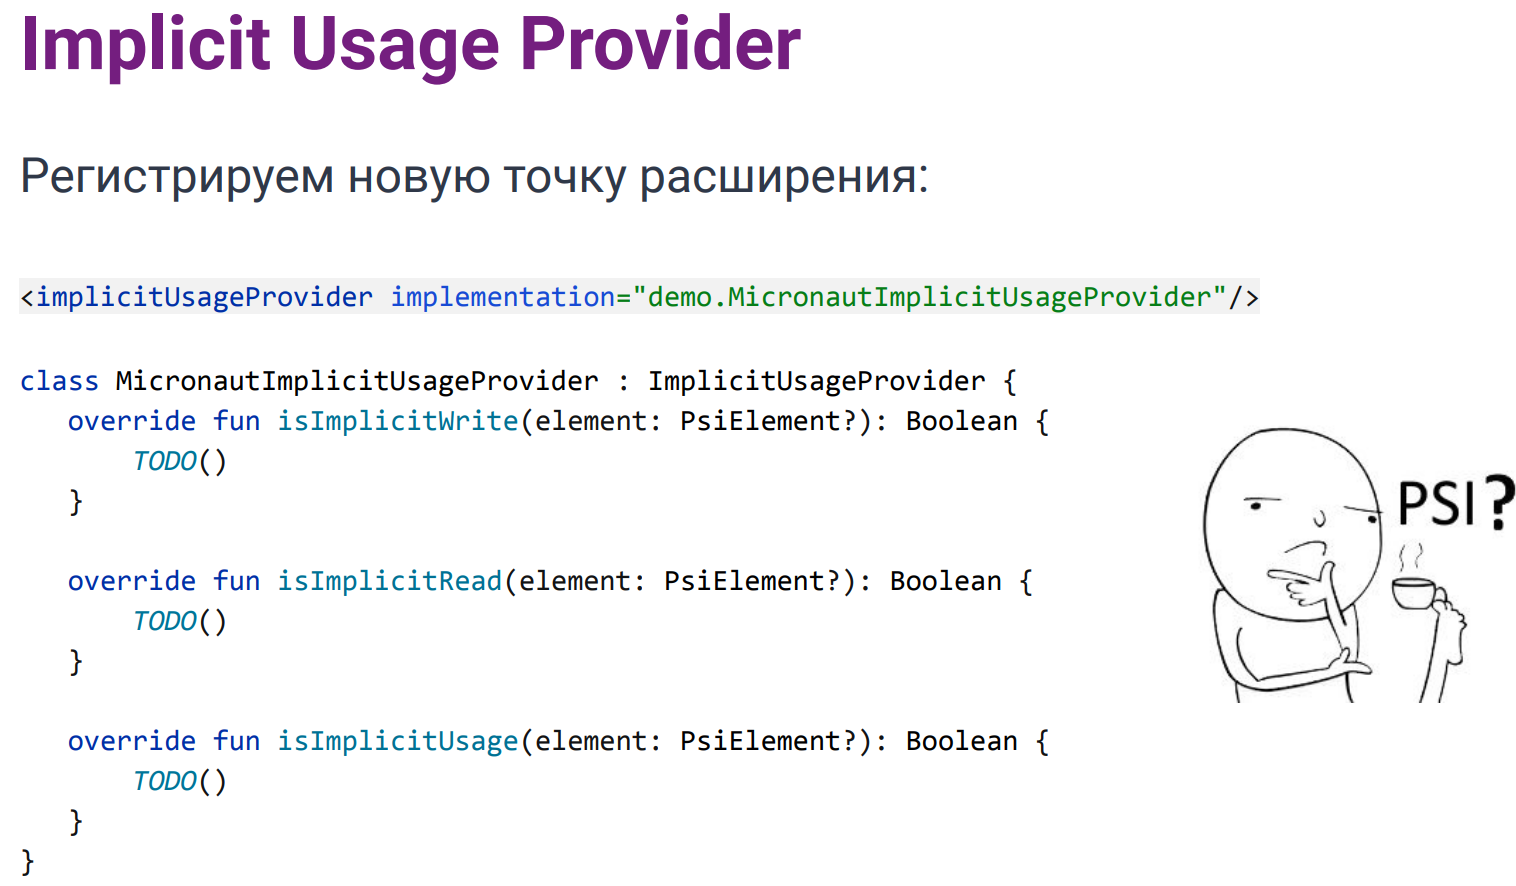 Implicit Usage Provider
Регистрируем новую точку расширения:
<implicitUsageProvider implementation="demo.MicronautImplicitUsageProvider"/>
class MicronautImplicitUsageProvider : ImplicitUsageProvider {
override fun isImplicitWrite(element: PsiElement?): Boolean {
TODO()
}
override fun isImplicitRead(element: PsiElement?): Boolean {
TODO()
}
override fun isImplicitUsage(element: PsiElement?): Boolean {
TODO()
}
}
PSI?